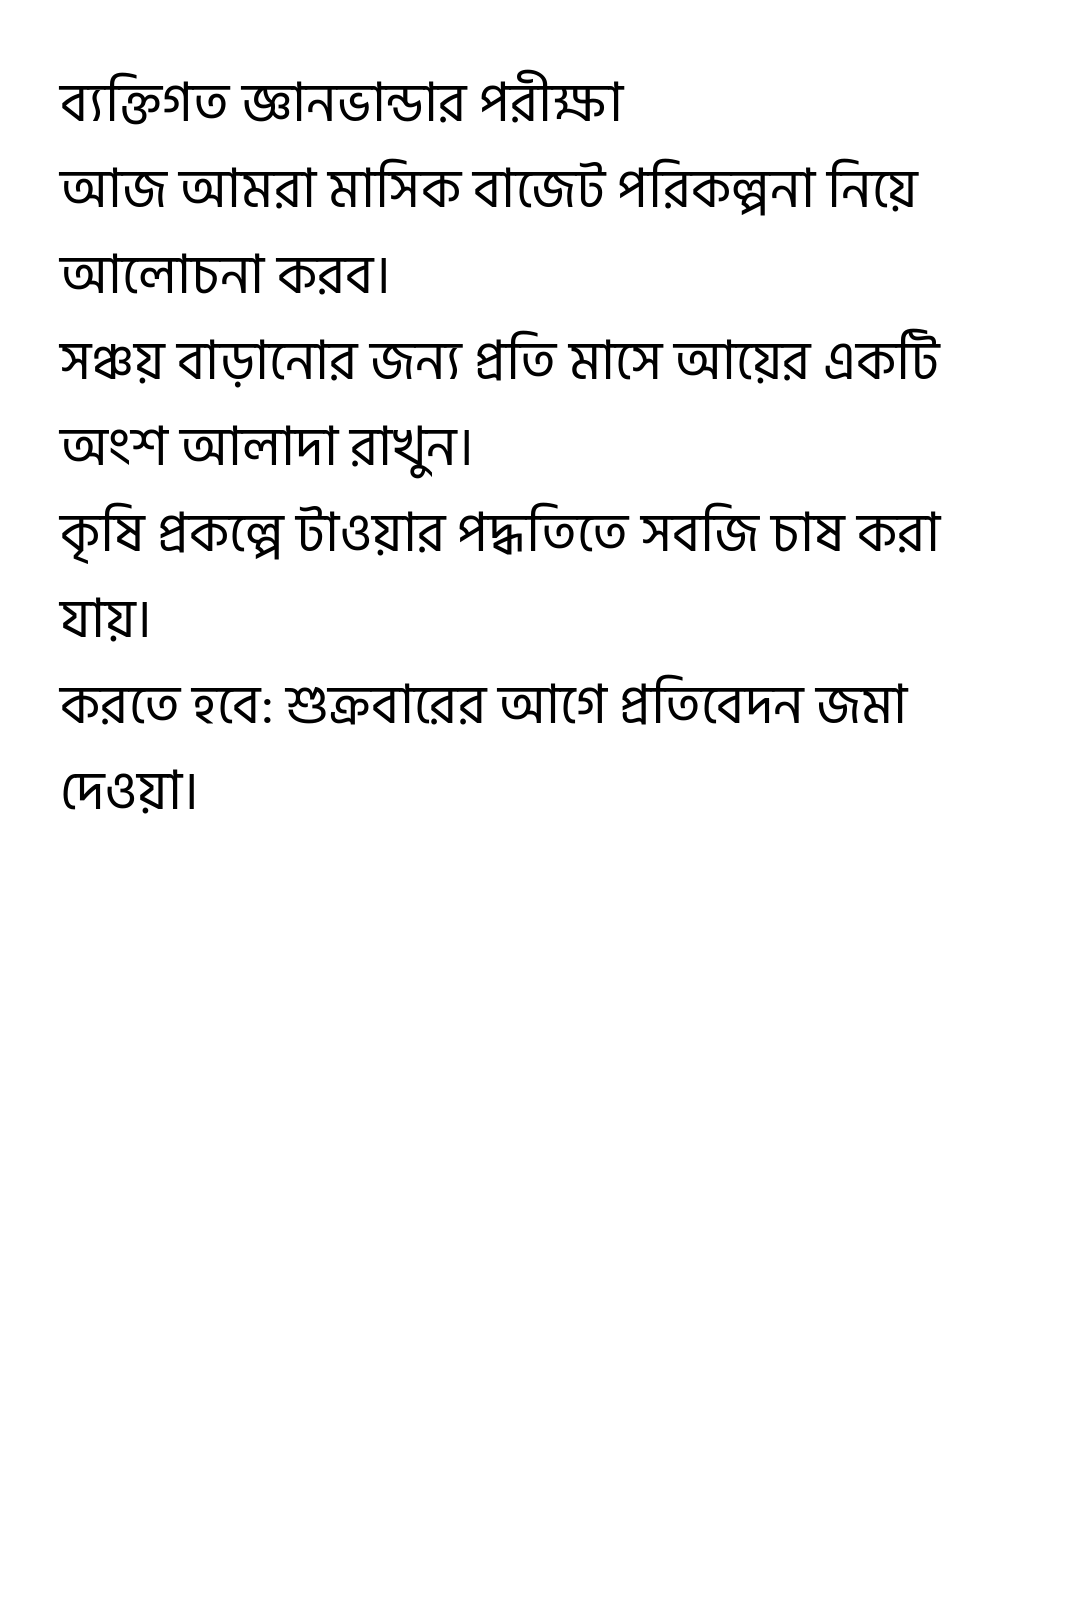 ব্যক্তিগত জ্ঞানভান্ডার পরীক্ষা
আজ আমরা মাসিক বাজেট পরিকল্পনা নিয়ে
আলোচনা করব।
সঞ্চয় বাড়ানোর জন্য প্রতি মাসে আয়ের একটি
অংশ আলাদা রাখুন।
কৃষি প্রকল্পে টাওয়ার পদ্ধতিতে সবজি চাষ করা
যায়।
করতে হবে: শুক্রবারের আগে প্রতিবেদন জমা
দেওয়া।